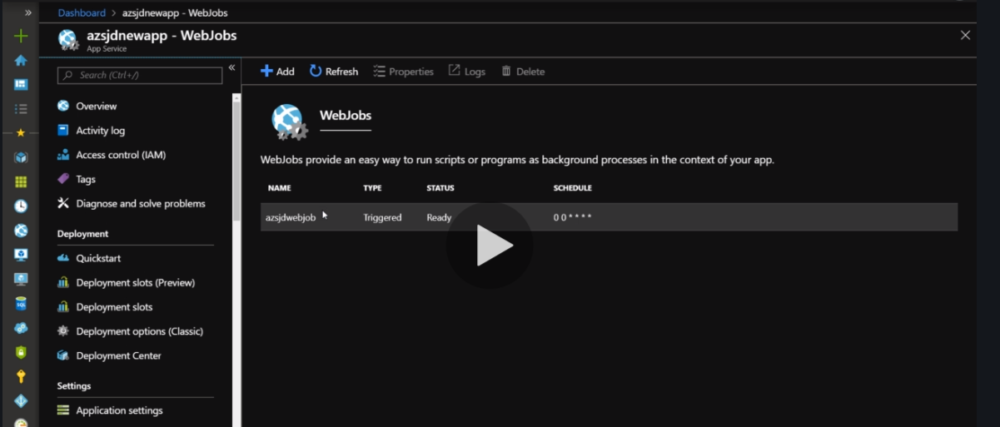 Dashboard > azsjdnewapp - WebJobs
azsjdnewapp - WebJobs
App Service
Search (Ctrl+/)
Overview
Activity log
Access control (IAM)
Tags
Diagnose and solve problems
Deployment
Quickstart
Deployment slots (Preview)
Deployment slots
Deployment options (Classic)
Deployment Center
Settings
Application settings
Add Refresh Properties Logs Delete
WebJobs
WebJobs provide an easy way to run scripts or programs as background processes in the context of your app.
NAME TYPE STATUS SCHEDULE
azsjdwebjob Triggered Ready 0 0 * * * *
SQL